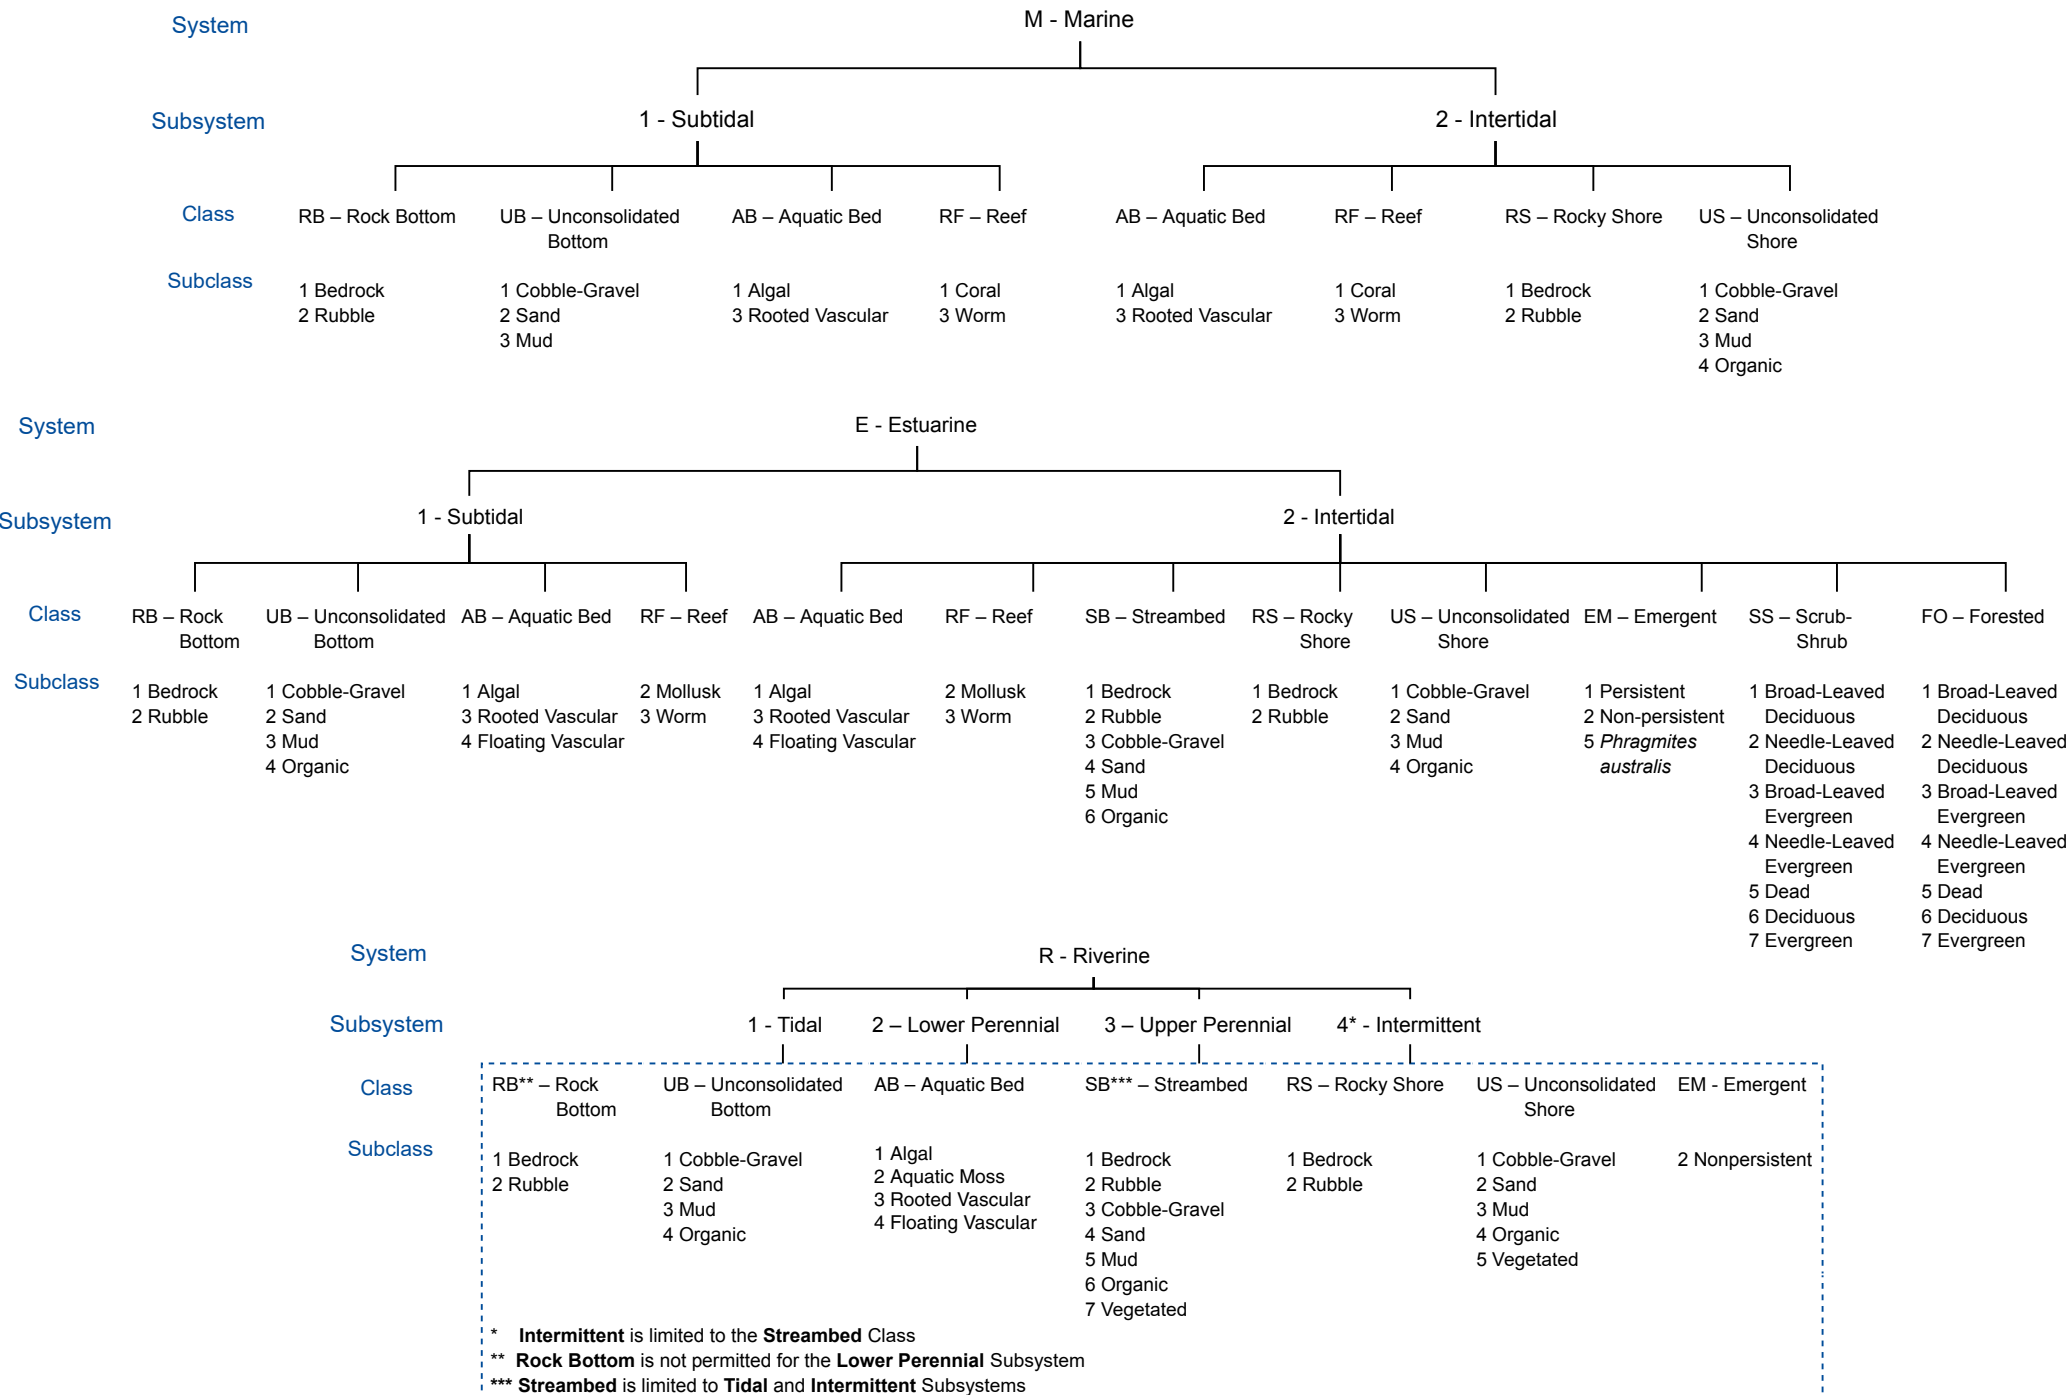 System
M - Marine
Subsystem
1 - Subtidal
2 - Intertidal
Class
RB – Rock Bottom
UB – Unconsolidated
Bottom
AB – Aquatic Bed
RF – Reef
AB – Aquatic Bed
RF – Reef
RS – Rocky Shore
US – Unconsolidated
Shore
Subclass
1 Bedrock
2 Rubble
1 Cobble-Gravel
2 Sand
3 Mud
1 Algal
3 Rooted Vascular
1 Coral
3 Worm
1 Algal
3 Rooted Vascular
1 Coral
3 Worm
1 Bedrock
2 Rubble
1 Cobble-Gravel
2 Sand
3 Mud
4 Organic
System
E - Estuarine
Subsystem
1 - Subtidal
2 - Intertidal
Class
RB – Rock
Bottom
UB – Unconsolidated
Bottom
AB – Aquatic Bed
RF – Reef
AB – Aquatic Bed
RF – Reef
SB – Streambed
RS – Rocky
Shore
US – Unconsolidated
Shore
EM – Emergent
SS – Scrub-
Shrub
FO – Forested
Subclass
1 Bedrock
2 Rubble
1 Cobble-Gravel
2 Sand
3 Mud
4 Organic
1 Algal
3 Rooted Vascular
4 Floating Vascular
2 Mollusk
3 Worm
1 Algal
3 Rooted Vascular
4 Floating Vascular
2 Mollusk
3 Worm
1 Bedrock
2 Rubble
3 Cobble-Gravel
4 Sand
5 Mud
6 Organic
1 Bedrock
2 Rubble
1 Cobble-Gravel
2 Sand
3 Mud
4 Organic
1 Persistent
2 Non-persistent
5 Phragmites
australis
1 Broad-Leaved
Deciduous
2 Needle-Leaved
Deciduous
3 Broad-Leaved
Evergreen
4 Needle-Leaved
Evergreen
5 Dead
6 Deciduous
7 Evergreen
1 Broad-Leaved
Deciduous
2 Needle-Leaved
Deciduous
3 Broad-Leaved
Evergreen
4 Needle-Leaved
Evergreen
5 Dead
6 Deciduous
7 Evergreen
System
R - Riverine
Subsystem
1 - Tidal
2 – Lower Perennial
3 – Upper Perennial
4* - Intermittent
Class
RB** – Rock
Bottom
UB – Unconsolidated
Bottom
AB – Aquatic Bed
SB*** – Streambed
RS – Rocky Shore
US – Unconsolidated
Shore
EM - Emergent
Subclass
1 Bedrock
2 Rubble
1 Cobble-Gravel
2 Sand
3 Mud
4 Organic
1 Algal
2 Aquatic Moss
3 Rooted Vascular
4 Floating Vascular
1 Bedrock
2 Rubble
3 Cobble-Gravel
4 Sand
5 Mud
6 Organic
7 Vegetated
1 Bedrock
2 Rubble
1 Cobble-Gravel
2 Sand
3 Mud
4 Organic
5 Vegetated
2 Nonpersistent
* Intermittent is limited to the Streambed Class
** Rock Bottom is not permitted for the Lower Perennial Subsystem
*** Streambed is limited to Tidal and Intermittent Subsystems